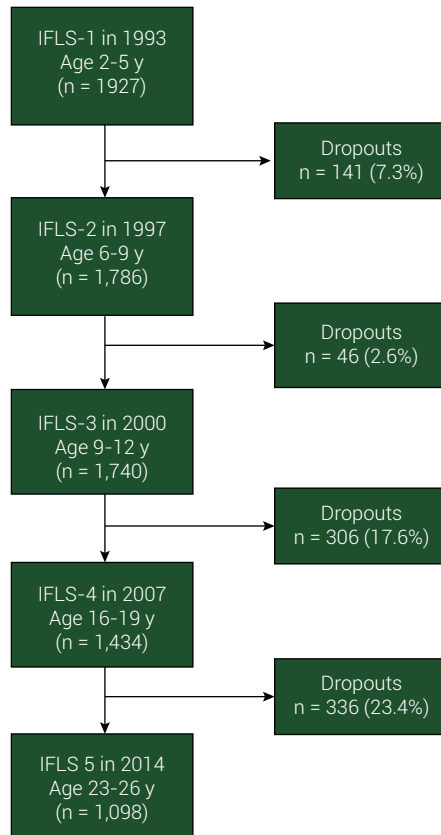 IFLS-1 in 1993
Age 2-5 y
(n = 1927)
Dropouts
n = 141 (7.3%)
IFLS-2 in 1997
Age 6-9 y
(n = 1,786)
Dropouts
n = 46 (2.6%)
IFLS-3 in 2000
Age 9-12 y
(n = 1,740)
Dropouts
n = 306 (17.6%)
IFLS-4 in 2007
Age 16-19 y
(n = 1,434)
Dropouts
n = 336 (23.4%)
IFLS 5 in 2014
Age 23-26 y
(n = 1,098)